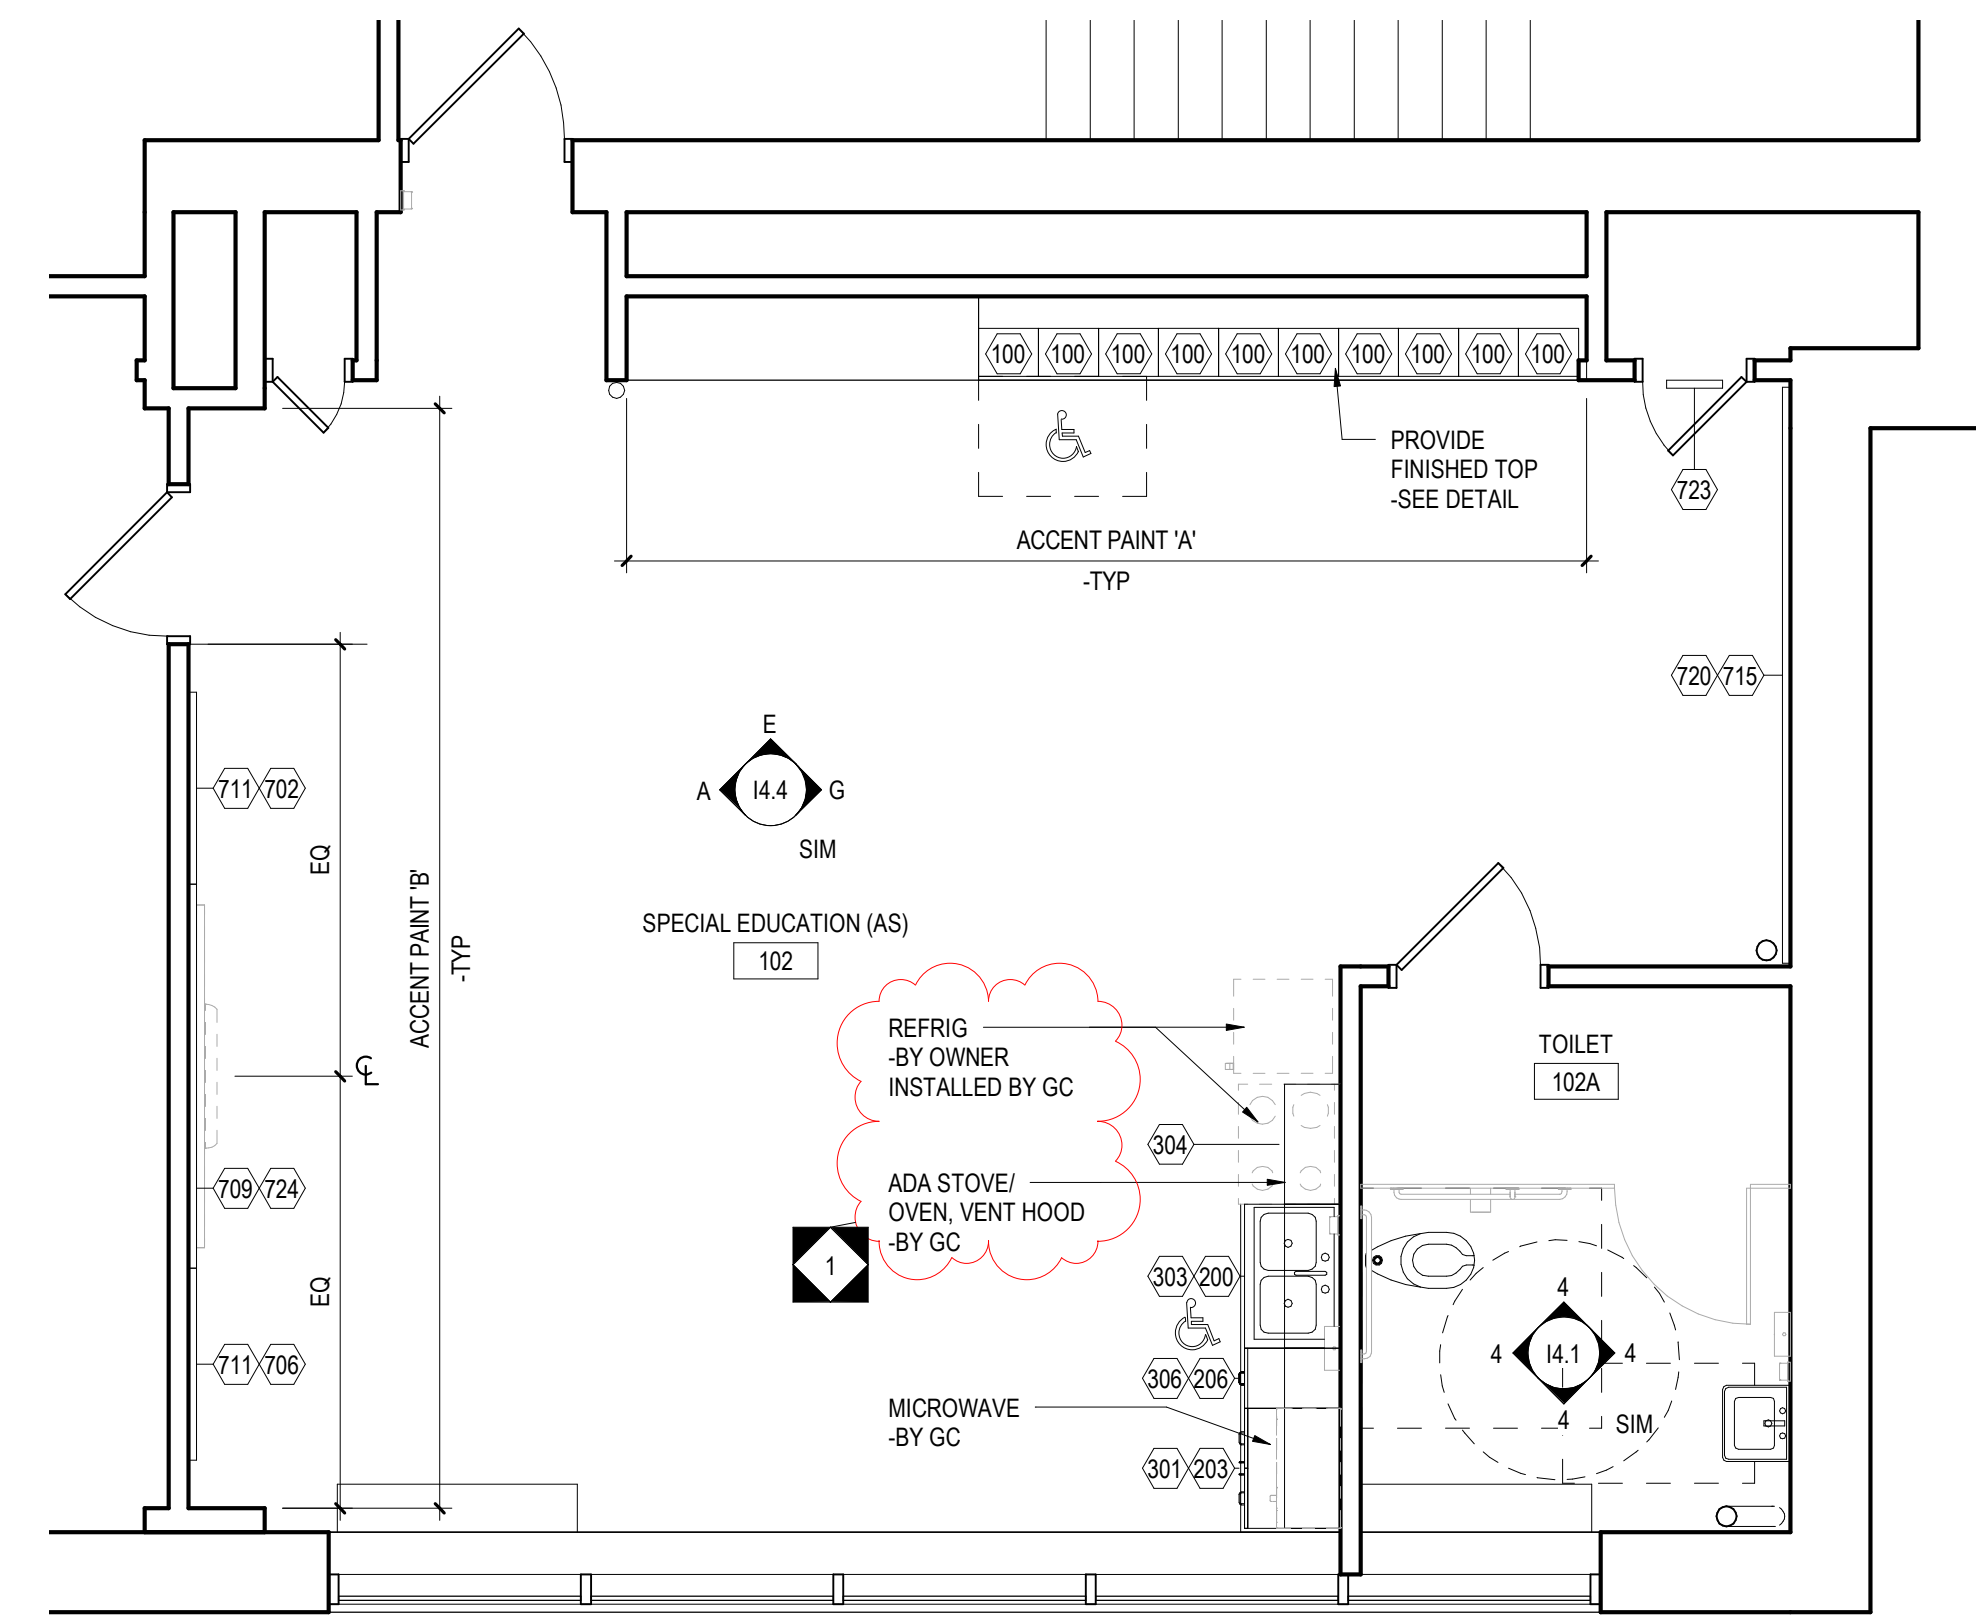 100 100 100 100 100 100 100 100 100 100
PROVIDE
FINISHED TOP
-SEE DETAIL
723
ACCENT PAINT 'A'
-TYP
720 715
E
A I4.4 G
SIM
711 702
EQ
ACCENT PAINT 'B'
-TYP
SPECIAL EDUCATION (AS)
102
REFRIG
-BY OWNER
INSTALLED BY GC
TOILET
102A
CL
304
ADA STOVE/
OVEN, VENT HOOD
-BY GC
709 724
1
303 200
EQ
4
4 I4.1 4
4
SIM
711 706
306 206
MICROWAVE
-BY GC
301 203